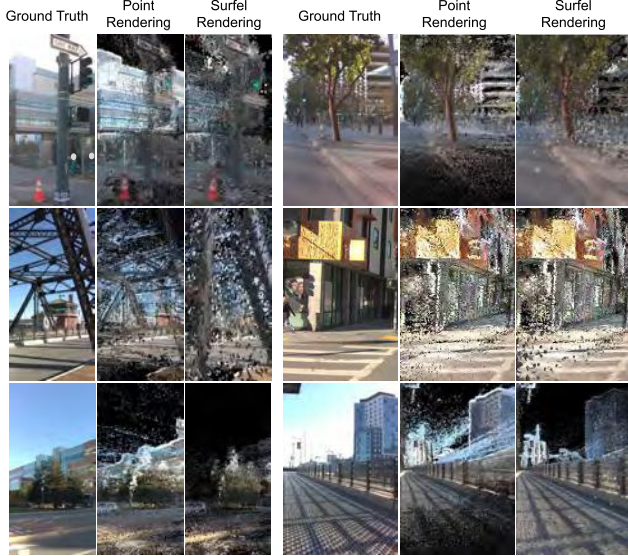 Ground Truth
Point
Rendering
Surfel
Rendering
Ground Truth
Point
Rendering
Surfel
Rendering